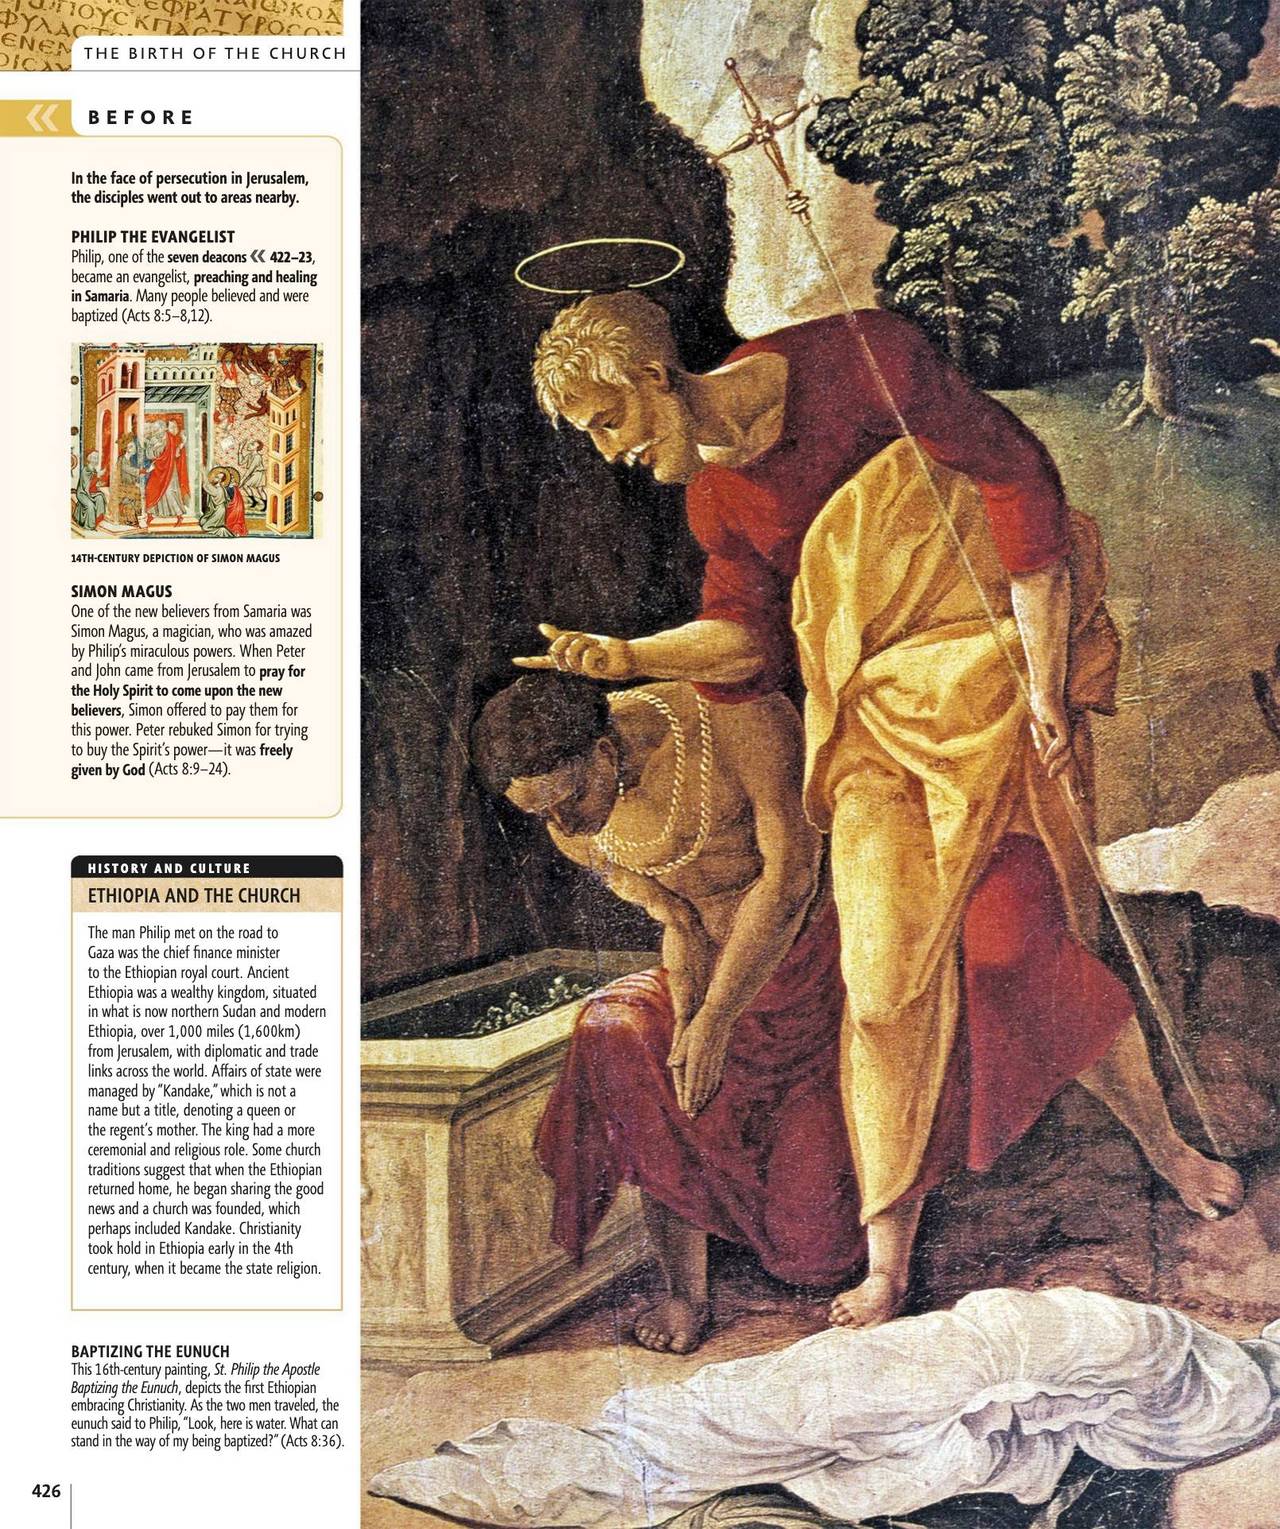 THE BIRTH OF THE CHURCH
BEFORE
In the face of persecution in Jerusalem,
the disciples went out to areas nearby.
PHILIP THE EVANGELIST
Philip, one of the seven deacons « 422–23,
became an evangelist, preaching and healing
in Samaria. Many people believed and were
baptized (Acts 8:5–8,12).
14TH-CENTURY DEPICTION OF SIMON MAGUS
SIMON MAGUS
One of the new believers from Samaria was
Simon Magus, a magician, who was amazed
by Philip’s miraculous powers. When Peter
and John came from Jerusalem to pray for
the Holy Spirit to come upon the new
believers, Simon offered to pay them for
this power. Peter rebuked Simon for trying
to buy the Spirit’s power—it was freely
given by God (Acts 8:9–24).
HISTORY AND CULTURE
ETHIOPIA AND THE CHURCH
The man Philip met on the road to
Gaza was the chief finance minister
to the Ethiopian royal court. Ancient
Ethiopia was a wealthy kingdom, situated
in what is now northern Sudan and modern
Ethiopia, over 1,000 miles (1,600km)
from Jerusalem, with diplomatic and trade
links across the world. Affairs of state were
managed by “Kandake,” which is not a
name but a title, denoting a queen or
the regent’s mother. The king had a more
ceremonial and religious role. Some church
traditions suggest that when the Ethiopian
returned home, he began sharing the good
news and a church was founded, which
perhaps included Kandake. Christianity
took hold in Ethiopia early in the 4th
century, when it became the state religion.
BAPTIZING THE EUNUCH
This 16th-century painting, St. Philip the Apostle
Baptizing the Eunuch, depicts the first Ethiopian
embracing Christianity. As the two men traveled, the
eunuch said to Philip, “Look, here is water. What can
stand in the way of my being baptized?” (Acts 8:36).
426